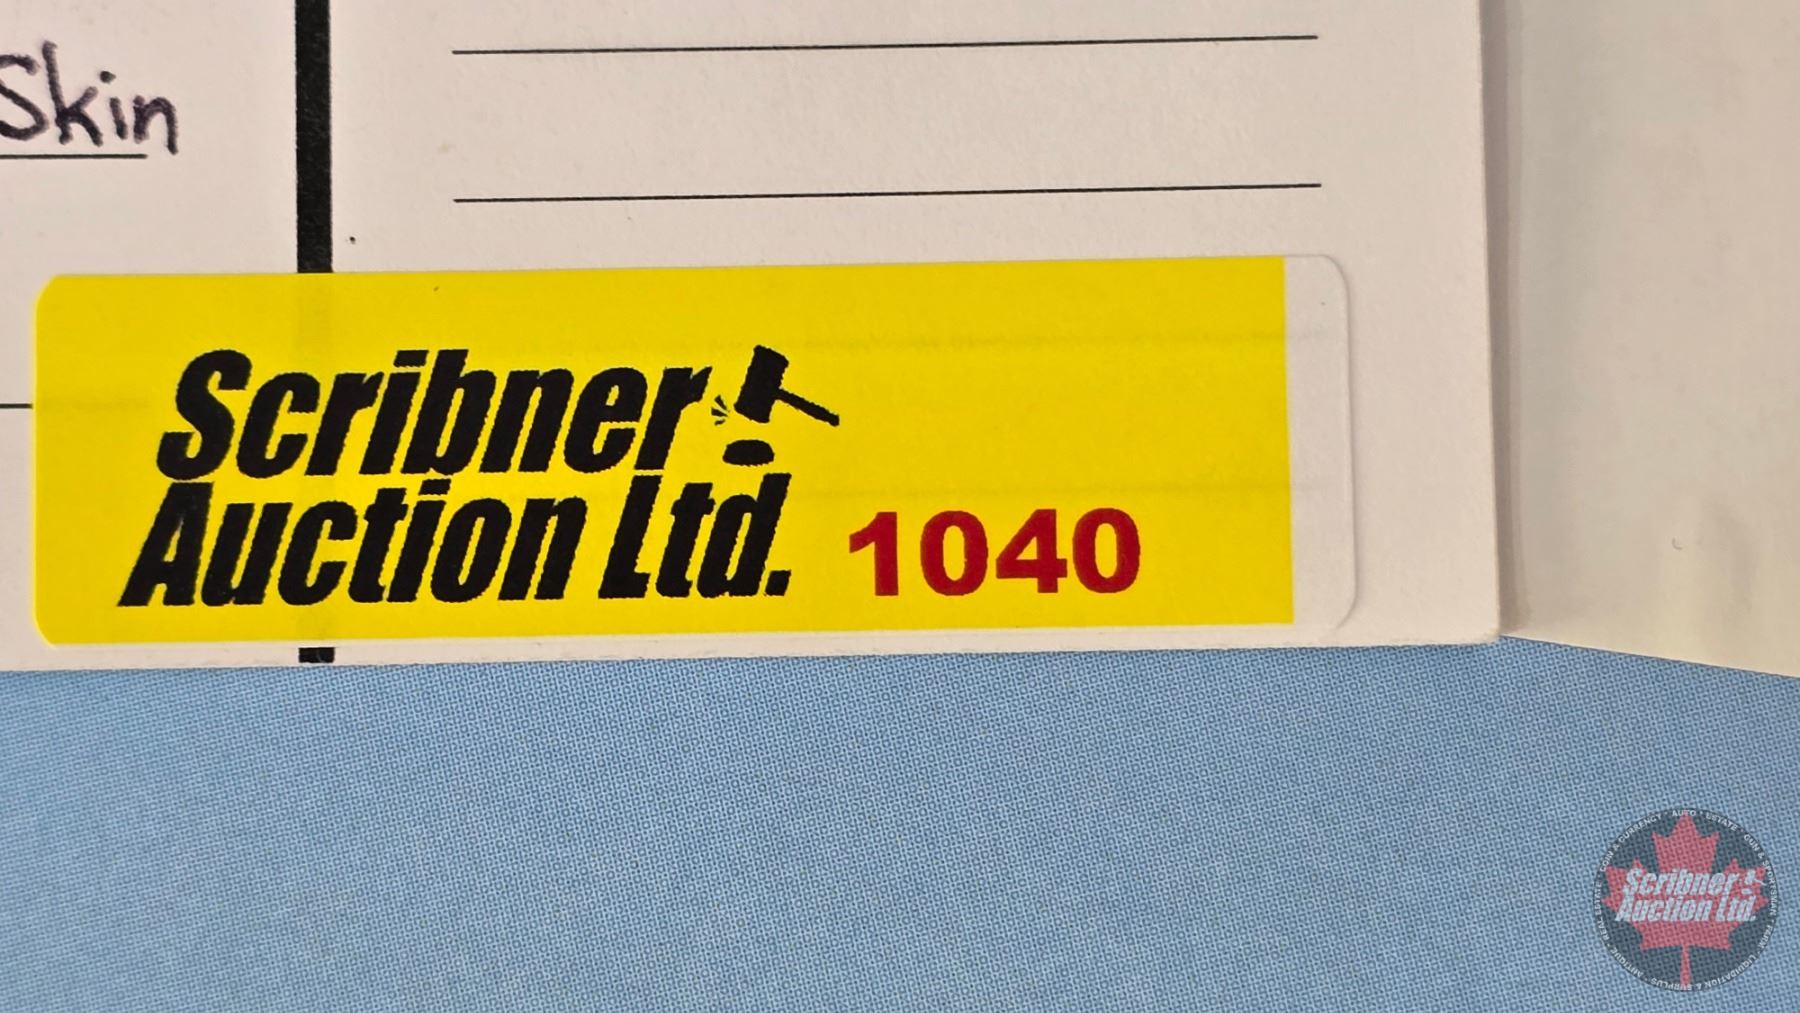 Skin
Scribner
Auction Ltd. 1040
Scribner
Auction Ltd.